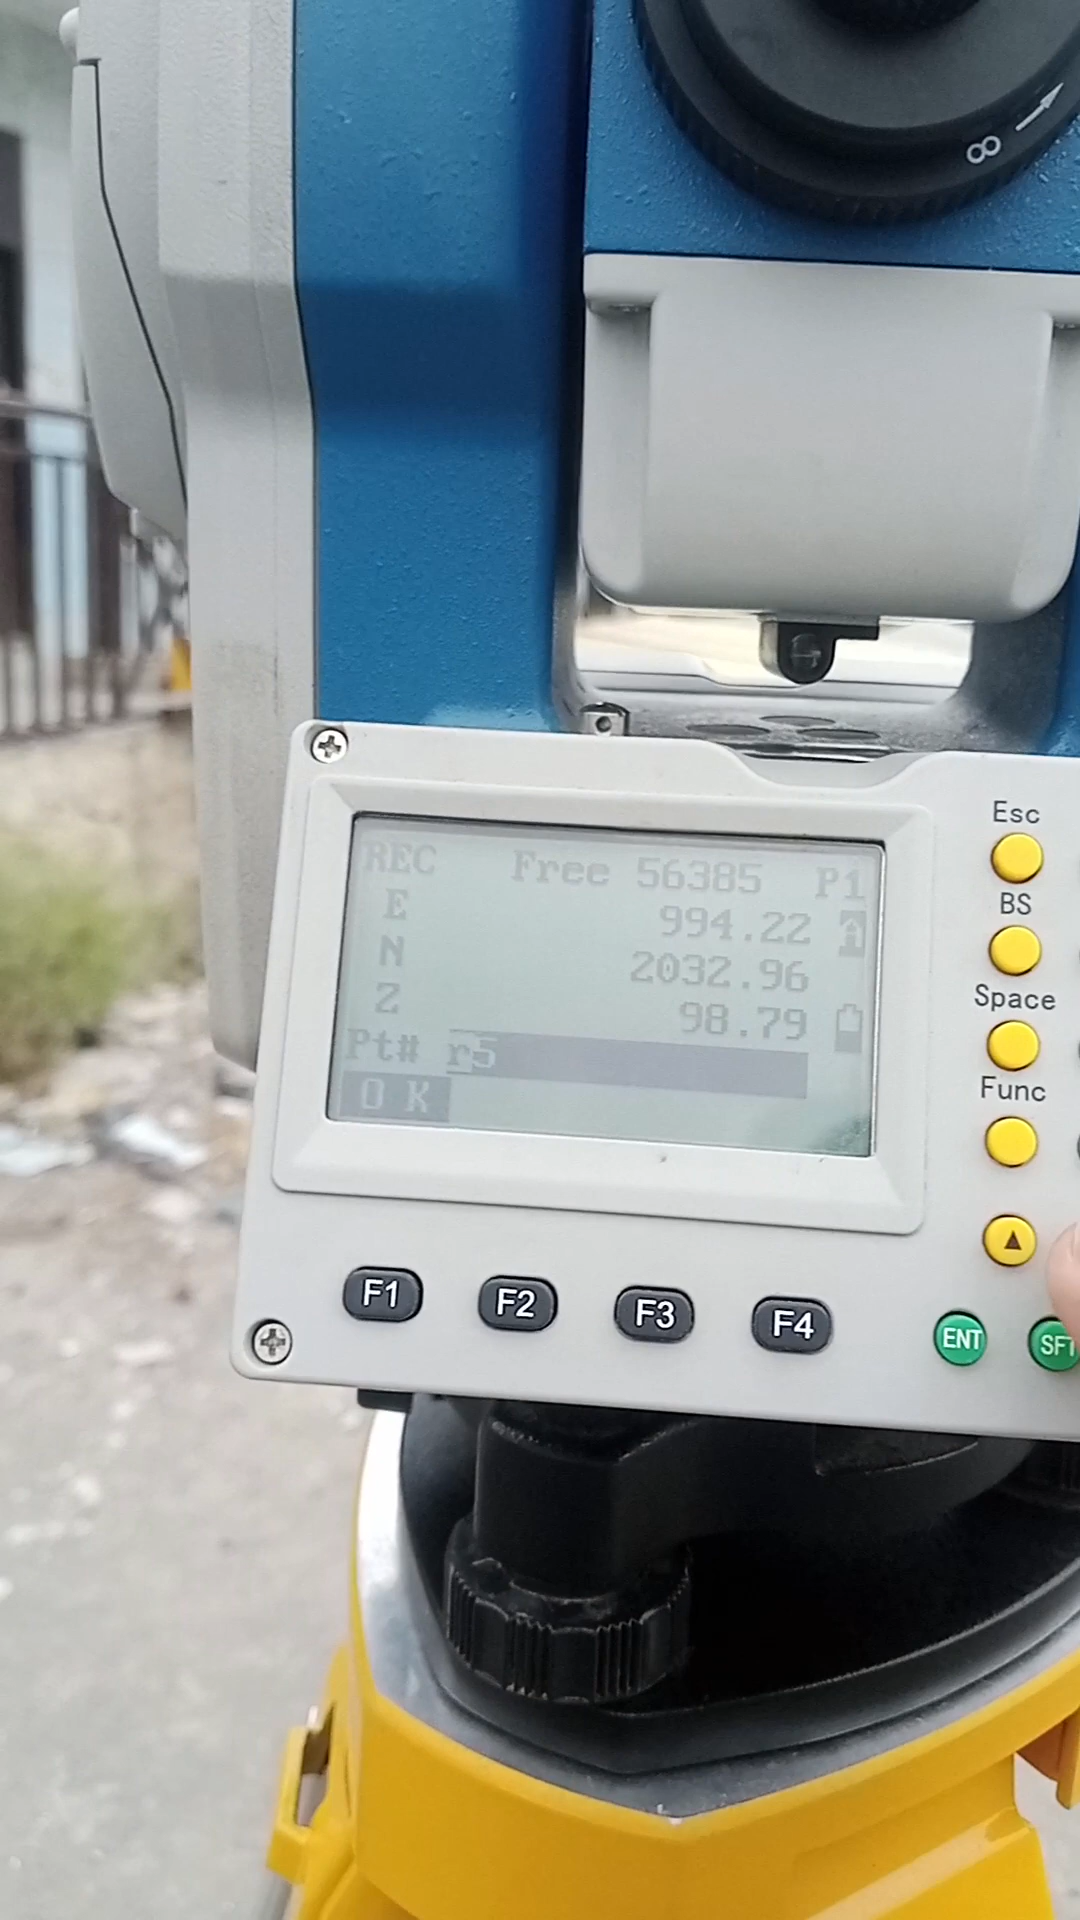 ∞
REC Free 56385 P1
E 994.22
N 2032.96
Z 98.79
Pt# r5
OK
Esc
BS
Space
Func
F1 F2 F3 F4 ENT SFT